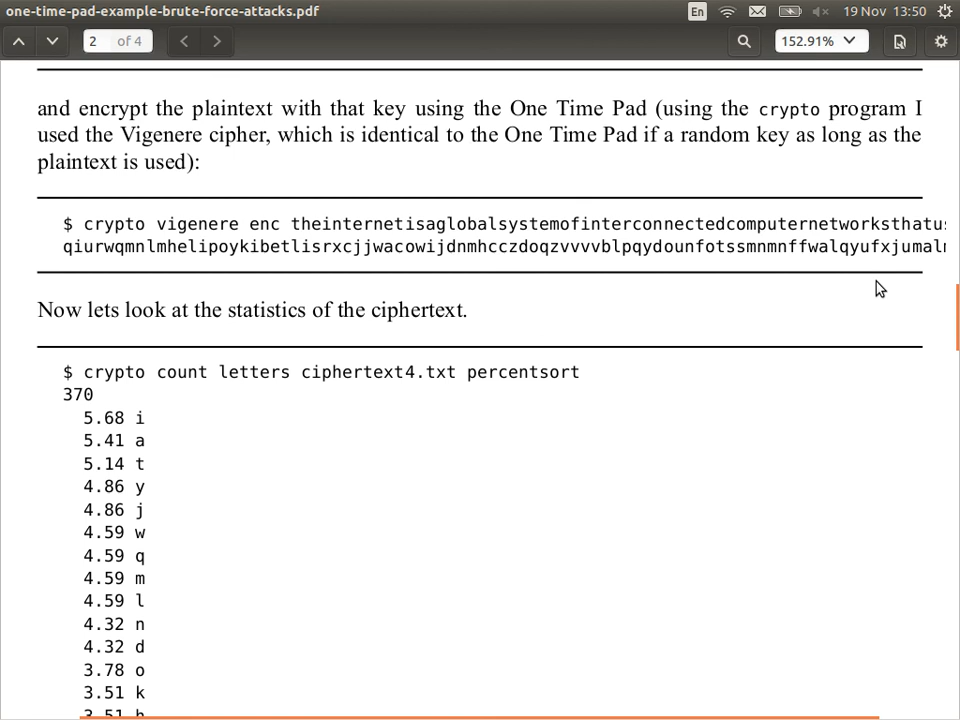 one-time-pad-example-brute-force-attacks.pdf En 19 Nov 13:50
2 of 4 152.91%
and encrypt the plaintext with that key using the One Time Pad (using the crypto program I
used the Vigenere cipher, which is identical to the One Time Pad if a random key as long as the
plaintext is used):
$ crypto vigenere enc theinternetisaglobalsystemofinterconnectedcomputernetworksthatus
qiurwqmnlmhelipoykibetlisrxcjjwacowijdnmhcczdoqzvvvvblpqydounfotssmnmnffwalqyufxjumaln
Now lets look at the statistics of the ciphertext.
$ crypto count letters ciphertext4.txt percentsort
370
5.68 i
5.41 a
5.14 t
4.86 y
4.86 j
4.59 w
4.59 q
4.59 m
4.59 l
4.32 n
4.32 d
3.78 o
3.51 k
3.51 h